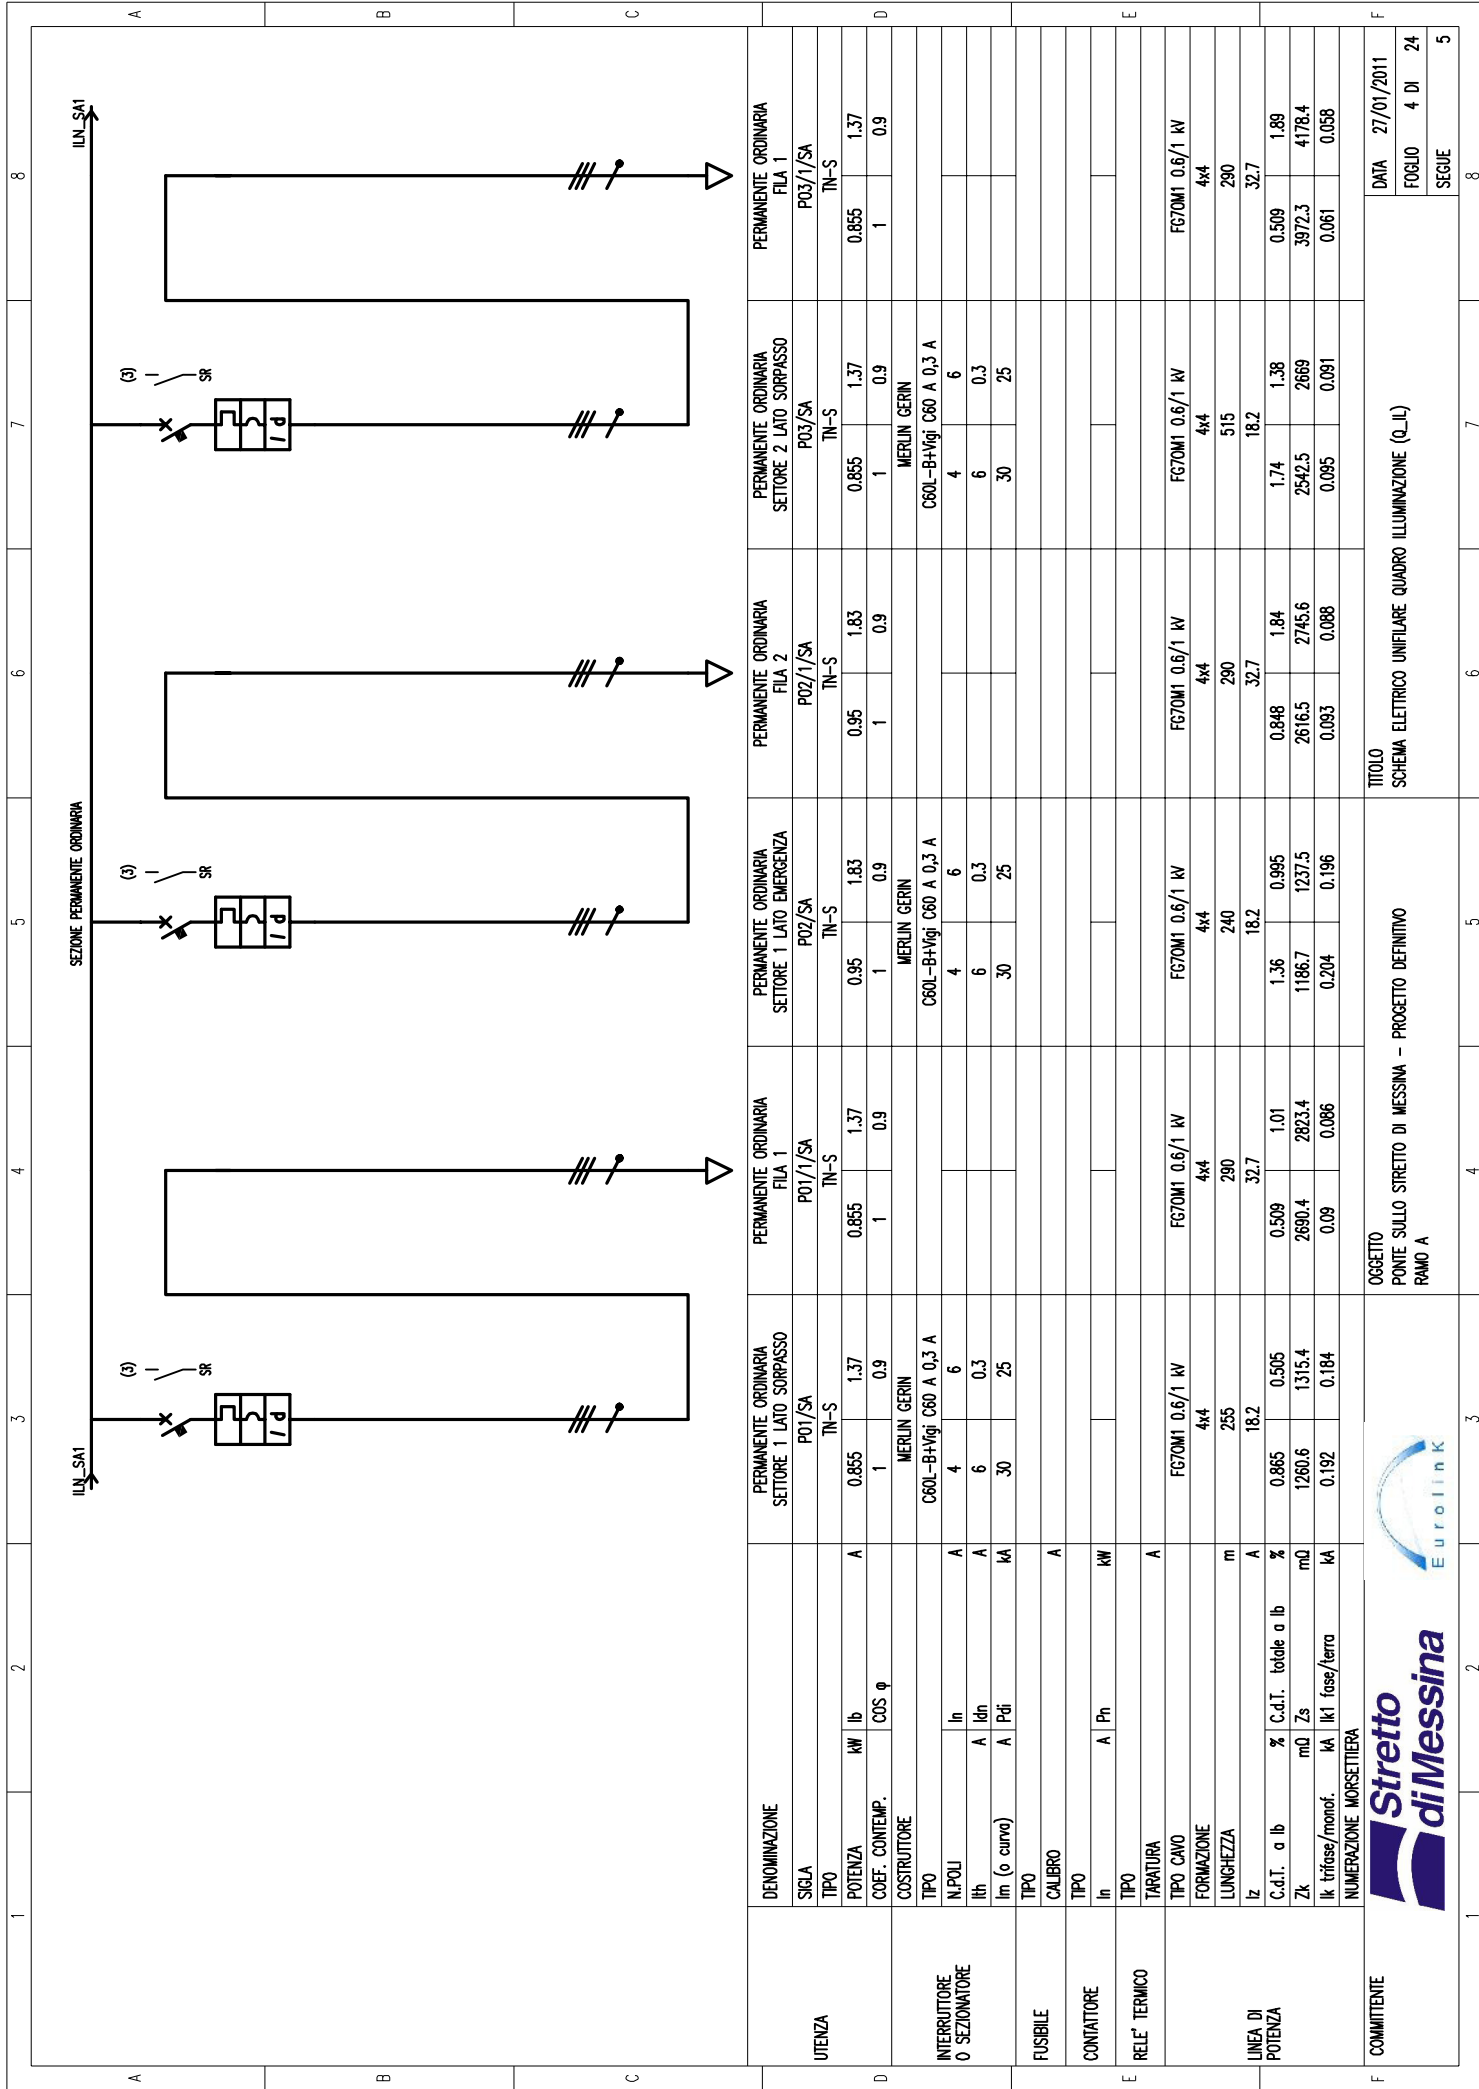 1 2 3 4 5 6 7 8
A
B
C
D
E
F
ILN_SA1
SEZIONE PERMANENTE ORDINARIA
ILN_SA1
(3) SR
(3) SR
(3) SR
I d
I d
I d
UTENZA
DENOMINAZIONE
PERMANENTE ORDINARIA SETTORE 1 LATO SORPASSO
PERMANENTE ORDINARIA FILA 1
PERMANENTE ORDINARIA SETTORE 1 LATO EMERGENZA
PERMANENTE ORDINARIA FILA 2
PERMANENTE ORDINARIA SETTORE 2 LATO SORPASSO
PERMANENTE ORDINARIA FILA 1
SIGLA P01/SA P01/1/SA P02/SA P02/1/SA P03/SA P03/1/SA
TIPO TN-S TN-S TN-S TN-S TN-S TN-S
POTENZA kW Ib A 0.855 1.37 0.855 1.37 0.95 1.83 0.95 1.83 0.855 1.37 0.855 1.37
COEF. CONTEMP. COS φ 1 0.9 1 0.9 1 0.9 1 0.9 1 0.9 1 0.9
INTERRUTTORE O SEZIONATORE
COSTRUTTORE MERLIN GERIN MERLIN GERIN MERLIN GERIN
TIPO C60L-B+Vigi C60 A 0,3 A C60L-B+Vigi C60 A 0,3 A C60L-B+Vigi C60 A 0,3 A
N.POLI In A 4 6 4 6 4 6
Ith A Idn A 6 0.3 6 0.3 6 0.3
Im (o curva) A Pdi kA 30 25 30 25 30 25
FUSIBILE
TIPO
CALIBRO A
CONTATTORE
TIPO
In A Pn kW
RELE' TERMICO
TIPO
TARATURA A
LINEA DI POTENZA
TIPO CAVO FG7OM1 0.6/1 kV FG7OM1 0.6/1 kV FG7OM1 0.6/1 kV FG7OM1 0.6/1 kV FG7OM1 0.6/1 kV FG7OM1 0.6/1 kV
FORMAZIONE 4x4 4x4 4x4 4x4 4x4 4x4
LUNGHEZZA m 255 290 240 290 515 290
Iz A 18.2 32.7 18.2 32.7 18.2 32.7
C.d.T. a Ib % C.d.T. totale a Ib % 0.865 0.505 0.509 1.01 1.36 0.995 0.848 1.84 1.74 1.38 0.509 1.89
Zk mΩ Zs mΩ 1260.6 1315.4 2690.4 2823.4 1186.7 1237.5 2616.5 2745.6 2542.5 2669 3972.3 4178.4
Ik trifase/monof. kA Ik1 fase/terra kA 0.192 0.184 0.09 0.086 0.204 0.196 0.093 0.088 0.095 0.091 0.061 0.058
NUMERAZIONE MORSETTIERA
COMMITTENTE
Stretto di Messina
Eurolink
OGGETTO
PONTE SULLO STRETTO DI MESSINA - PROGETTO DEFINITIVO
RAMO A
TITOLO
SCHEMA ELETTRICO UNIFILARE QUADRO ILLUMINAZIONE (Q_IL)
DATA 27/01/2011
FOGLIO 4 DI 24
SEGUE 5
1 2 3 4 5 6 7 8
A
B
C
D
E
F